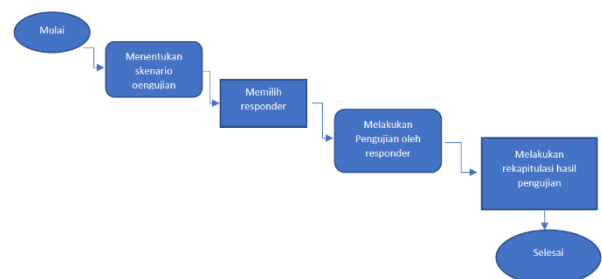 Mulai
Menentukan
skenario
oengujian
Memilih
responder
Melakukan
Pengujian oleh
responder
Melakukan
rekapitulasi hasil
pengujian
Selesai